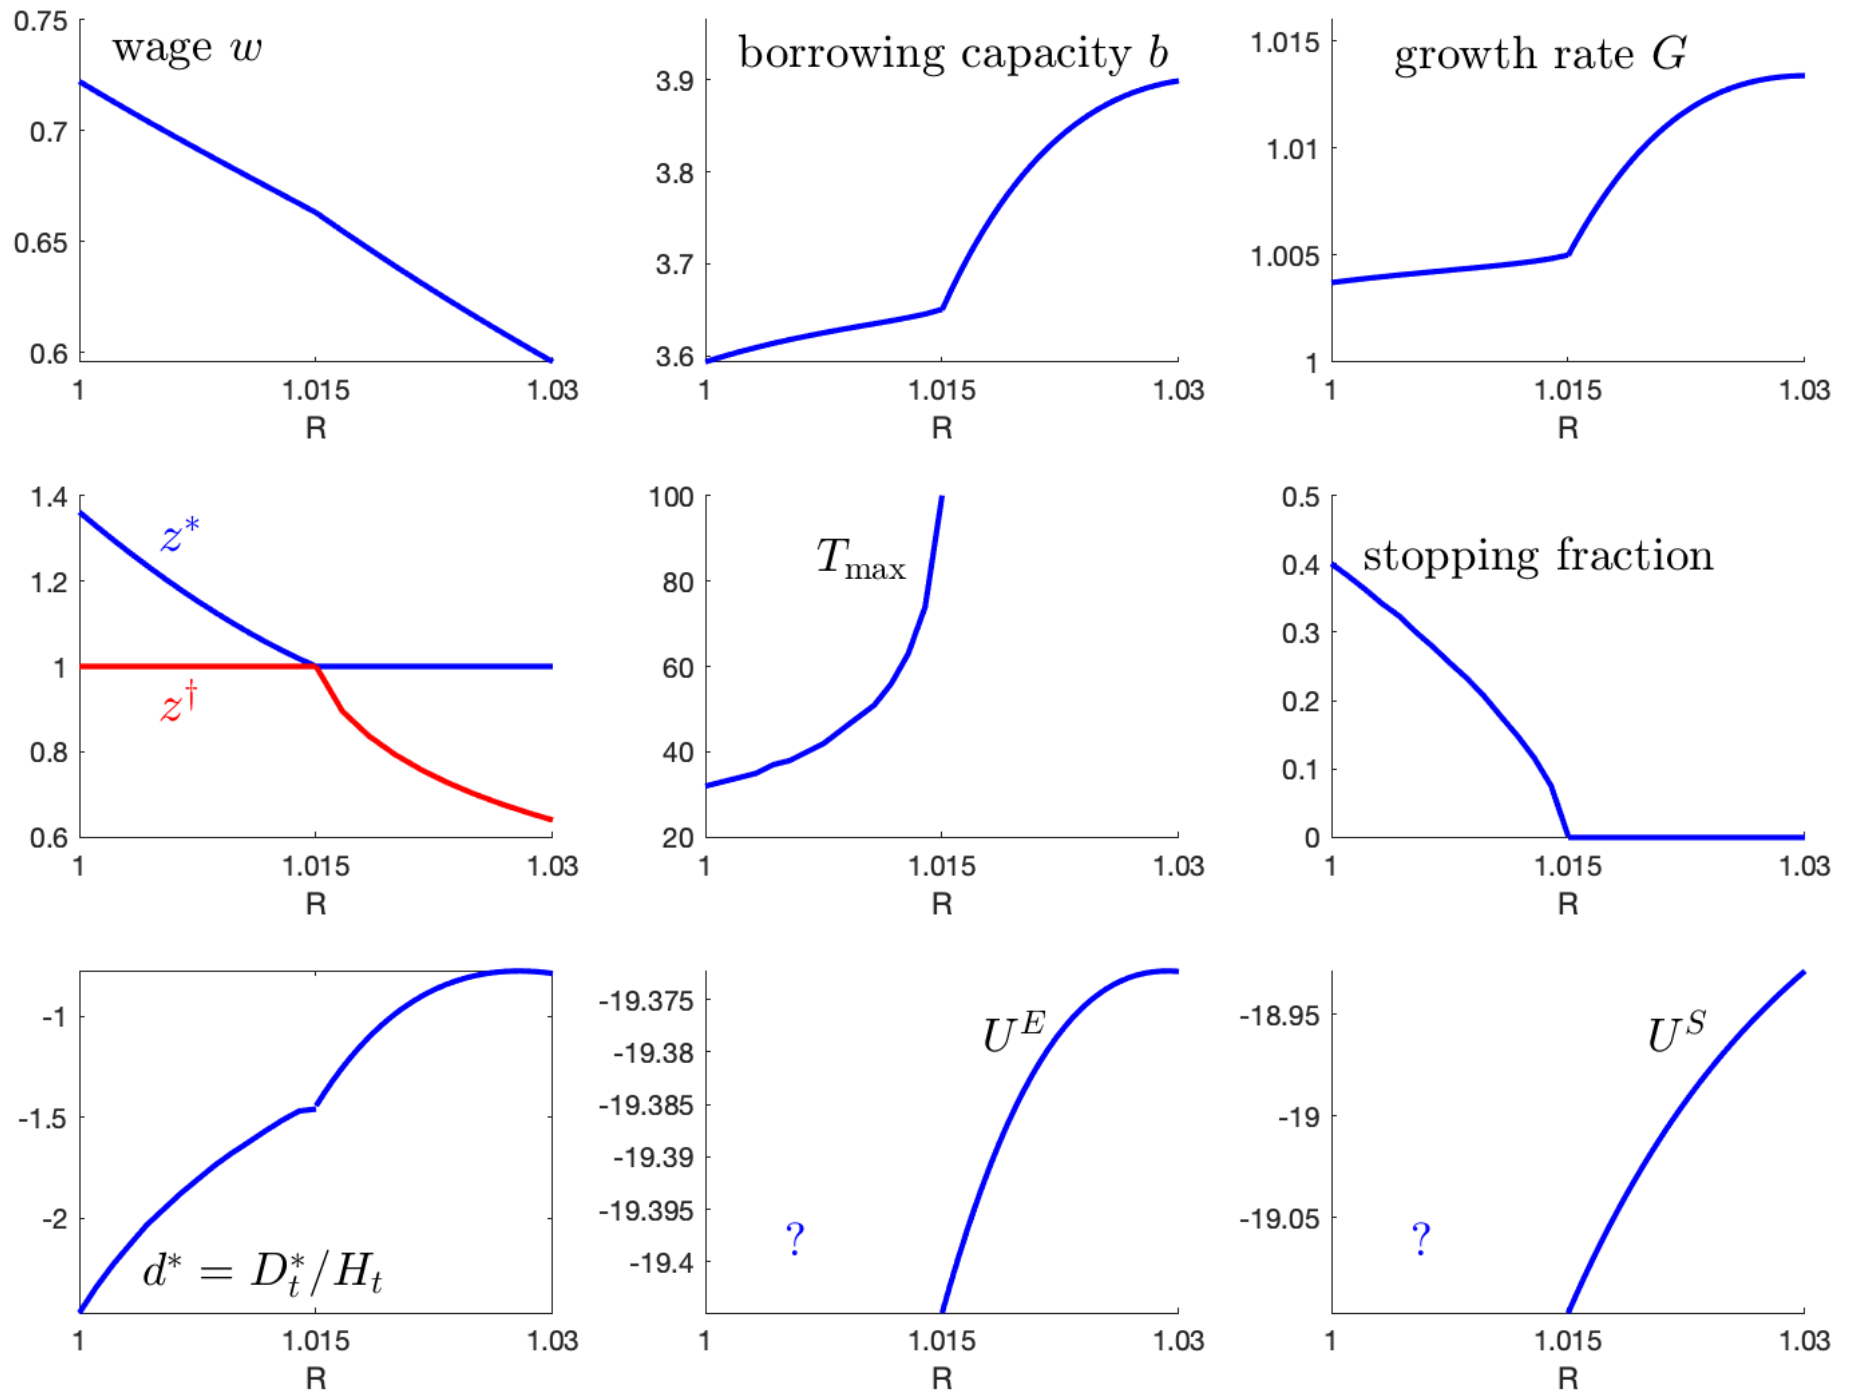 wage w
0.75
0.7
0.65
0.6
1 1.015 1.03
R
borrowing capacity b
3.9
3.8
3.7
3.6
1 1.015 1.03
R
growth rate G
1.015
1.01
1.005
1
1 1.015 1.03
R
1.4
1.2
1
0.8
0.6
z*
z†
1 1.015 1.03
R
100
80
60
40
20
T_max
1 1.015 1.03
R
0.5
0.4
0.3
0.2
0.1
0
stopping fraction
1 1.015 1.03
R
-1
-1.5
-2
d* = D_t^*/H_t
1 1.015 1.03
R
-19.375
-19.38
-19.385
-19.39
-19.395
-19.4
U^E
?
1 1.015 1.03
R
-18.95
-19
-19.05
U^S
?
1 1.015 1.03
R